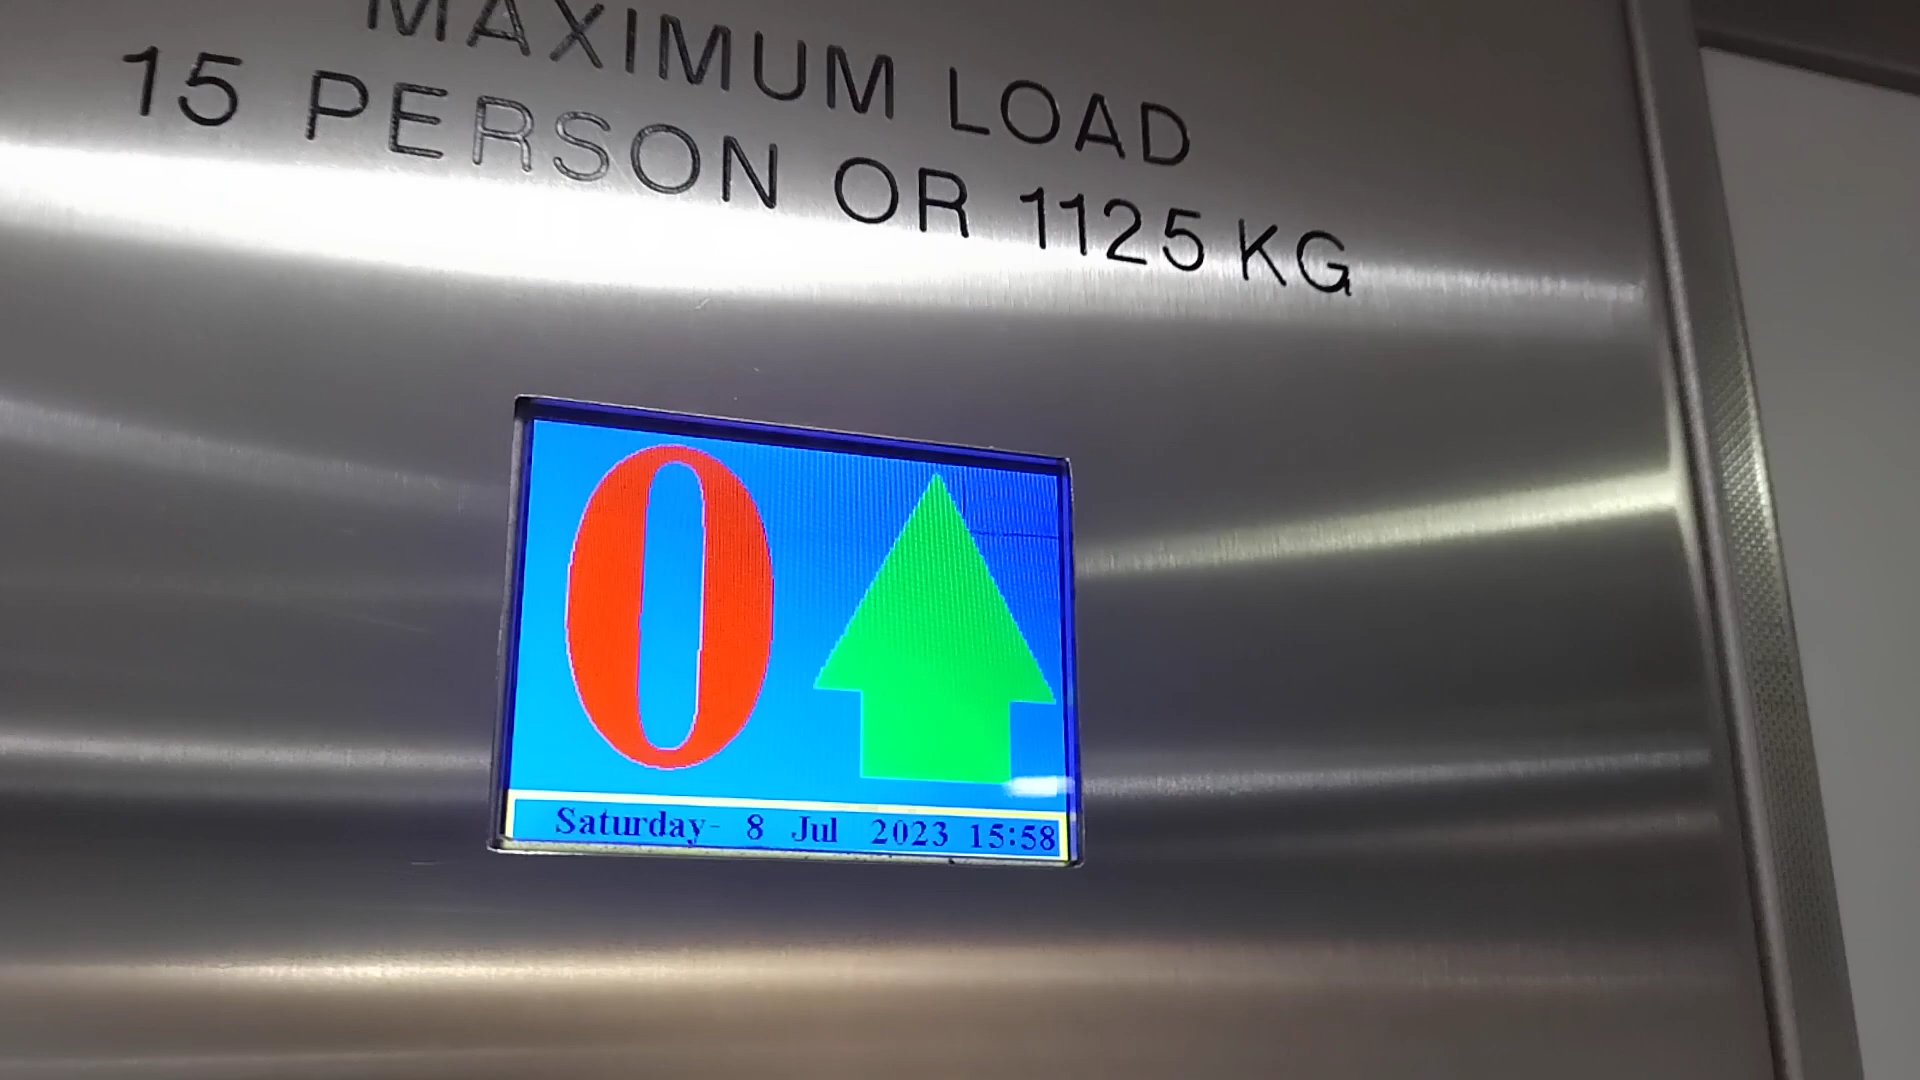 MAXIMUM LOAD
15 PERSON OR 1125 KG
0
Saturday- 8 Jul 2023 15:58